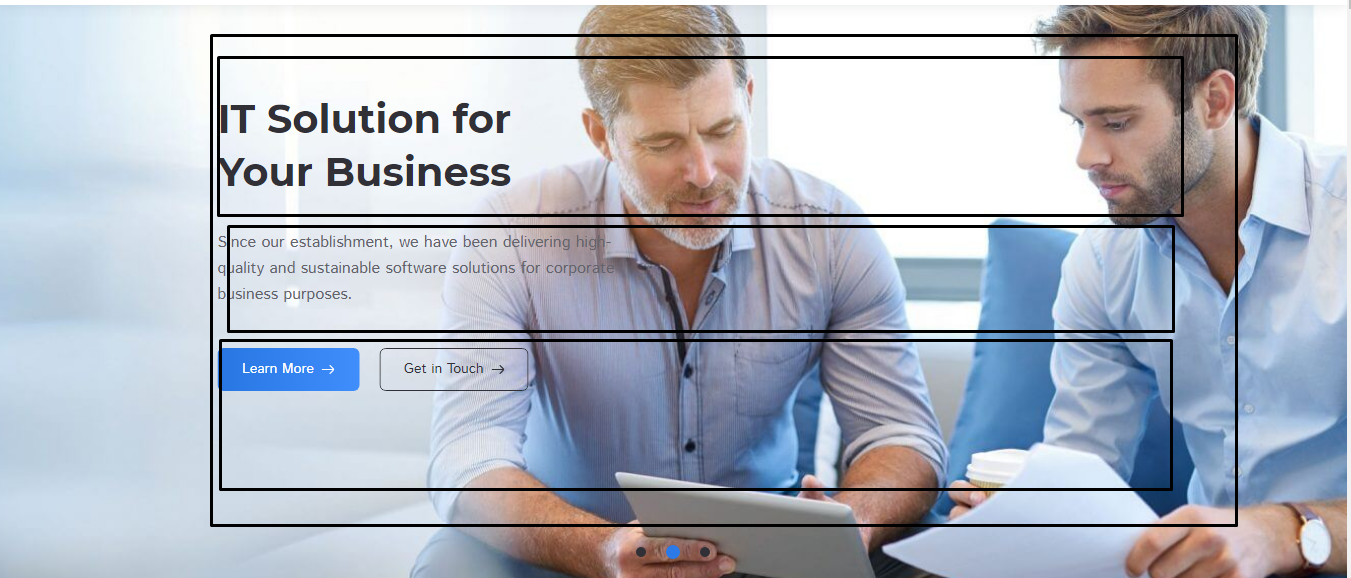 IT Solution for
Your Business
Since our establishment, we have been delivering high-
quality and sustainable software solutions for corporate
business purposes.
Learn More →
Get in Touch →